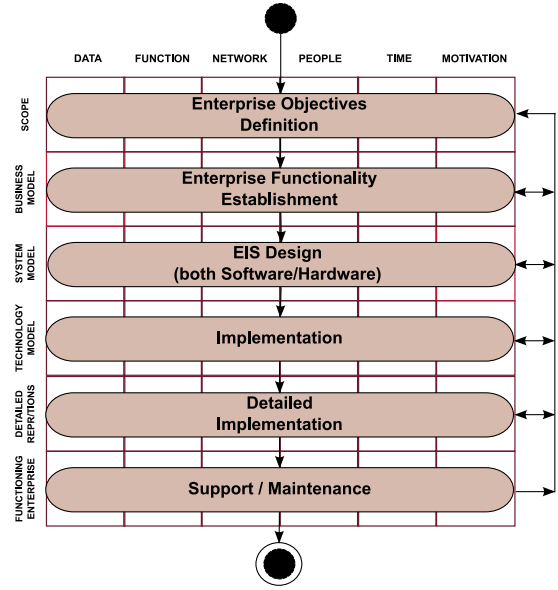 DATA FUNCTION NETWORK PEOPLE TIME MOTIVATION
SCOPE
Enterprise Objectives
Definition
BUSINESS
MODEL
Enterprise Functionality
Establishment
SYSTEM
MODEL
EIS Design
(both Software/Hardware)
TECHNOLOGY
MODEL
Implementation
DETAILED
REPR/TIONS
Detailed
Implementation
FUNCTIONING
ENTERPRISE
Support / Maintenance